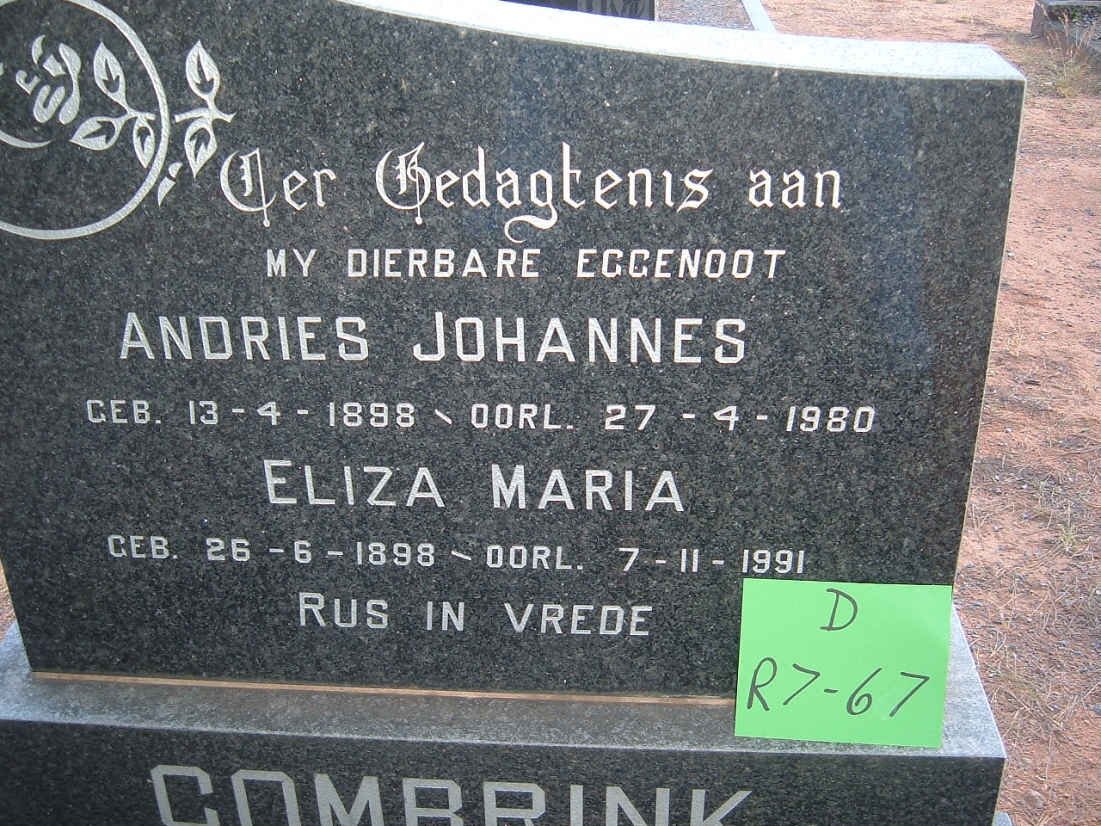 Ter Gedagtenis aan
MY DIERBARE EGGENOOT
ANDRIES JOHANNES
GEB. 13-4-1898 ~ OORL. 27-4-1980
ELIZA MARIA
GEB. 26-6-1898 ~ OORL. 7-11-1991
RUS IN VREDE
D
R7-67
COMBRINK